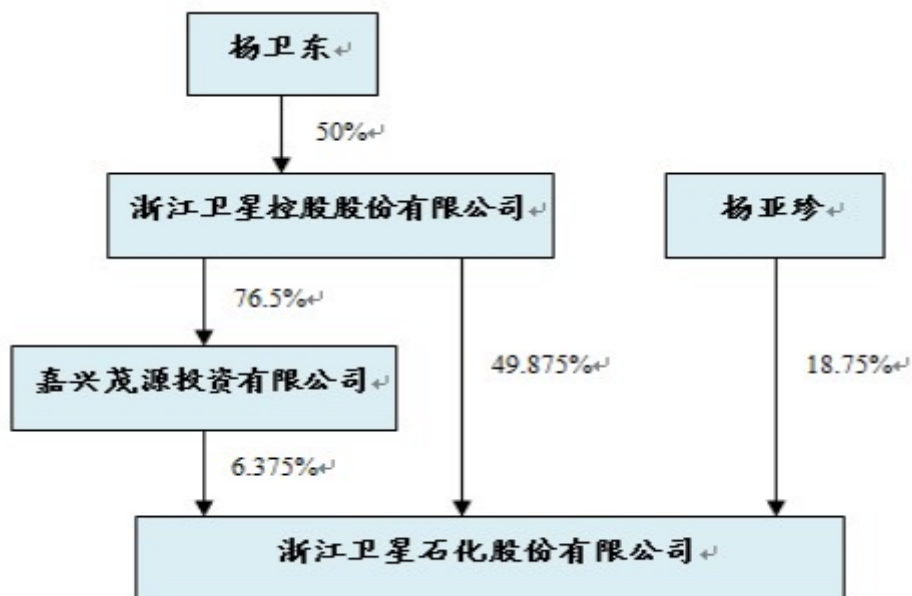 杨卫东
50%
浙江卫星控股股份有限公司
杨亚珍
76.5%
嘉兴茂源投资有限公司
49.875%
18.75%
6.375%
浙江卫星石化股份有限公司